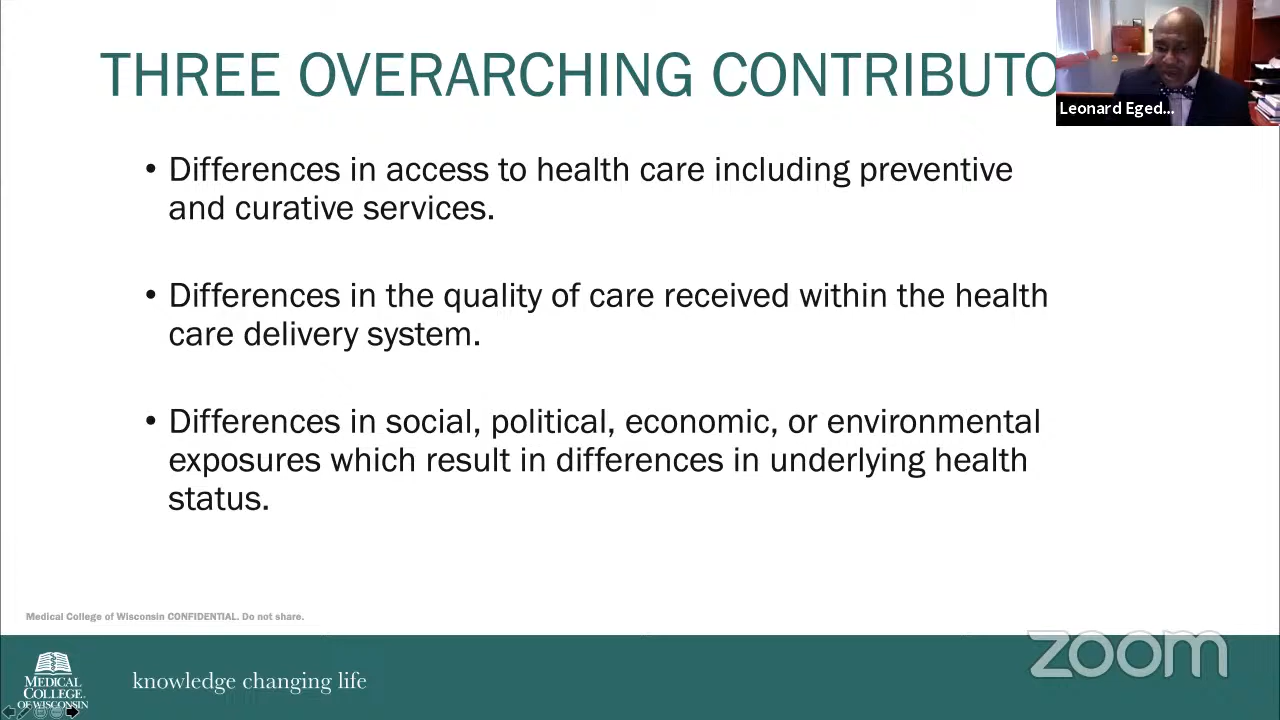 THREE OVERARCHING CONTRIBUTO
Leonard Eged...
• Differences in access to health care including preventive
and curative services.
• Differences in the quality of care received within the health
care delivery system.
• Differences in social, political, economic, or environmental
exposures which result in differences in underlying health
status.
Medical College of Wisconsin CONFIDENTIAL. Do not share.
zoom
MEDICAL
COLLEGE
OF WISCONSIN
knowledge changing life